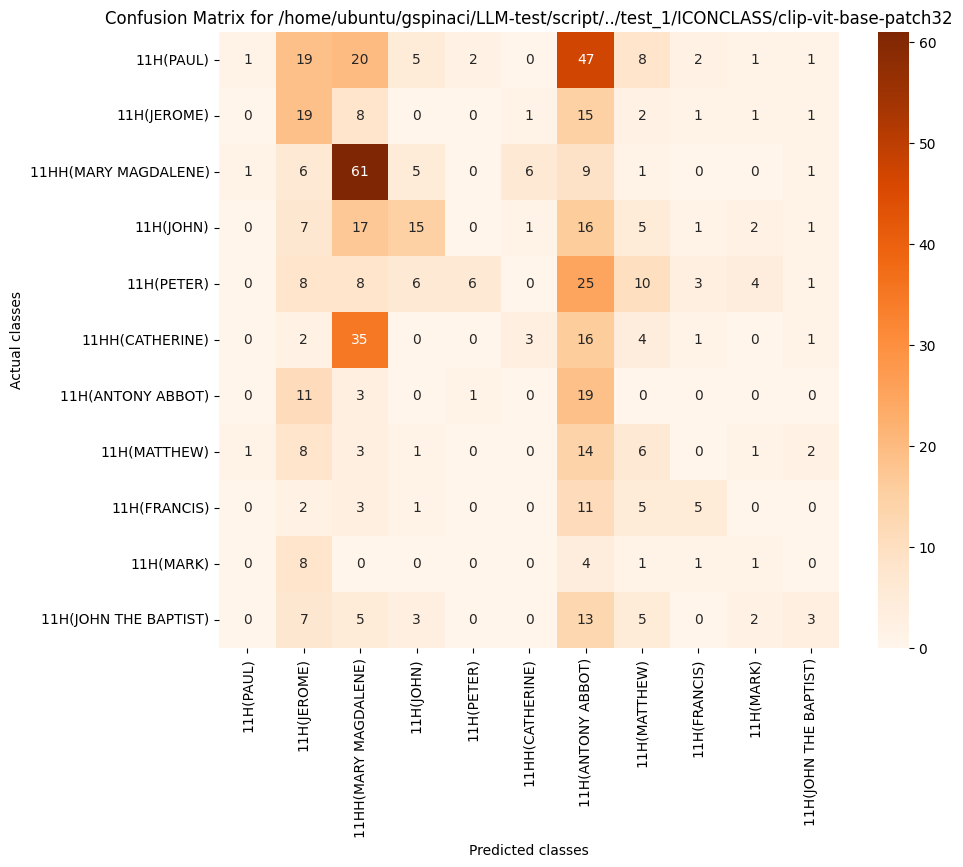 Confusion Matrix for /home/ubuntu/gspinaci/LLM-test/script/../test_1/ICONCLASS/clip-vit-base-patch32
Actual classes
11H(PAUL) 1 19 20 5 2 0 47 8 2 1 1
11H(JEROME) 0 19 8 0 0 1 15 2 1 1 1
11HH(MARY MAGDALENE) 1 6 61 5 0 6 9 1 0 0 1
11H(JOHN) 0 7 17 15 0 1 16 5 1 2 1
11H(PETER) 0 8 8 6 6 0 25 10 3 4 1
11HH(CATHERINE) 0 2 35 0 0 3 16 4 1 0 1
11H(ANTONY ABBOT) 0 11 3 0 1 0 19 0 0 0 0
11H(MATTHEW) 1 8 3 1 0 0 14 6 0 1 2
11H(FRANCIS) 0 2 3 1 0 0 11 5 5 0 0
11H(MARK) 0 8 0 0 0 0 4 1 1 1 0
11H(JOHN THE BAPTIST) 0 7 5 3 0 0 13 5 0 2 3
11H(PAUL)
11H(JEROME)
11HH(MARY MAGDALENE)
11H(JOHN)
11H(PETER)
11HH(CATHERINE)
11H(ANTONY ABBOT)
11H(MATTHEW)
11H(FRANCIS)
11H(MARK)
11H(JOHN THE BAPTIST)
Predicted classes
60
50
40
30
20
10
0